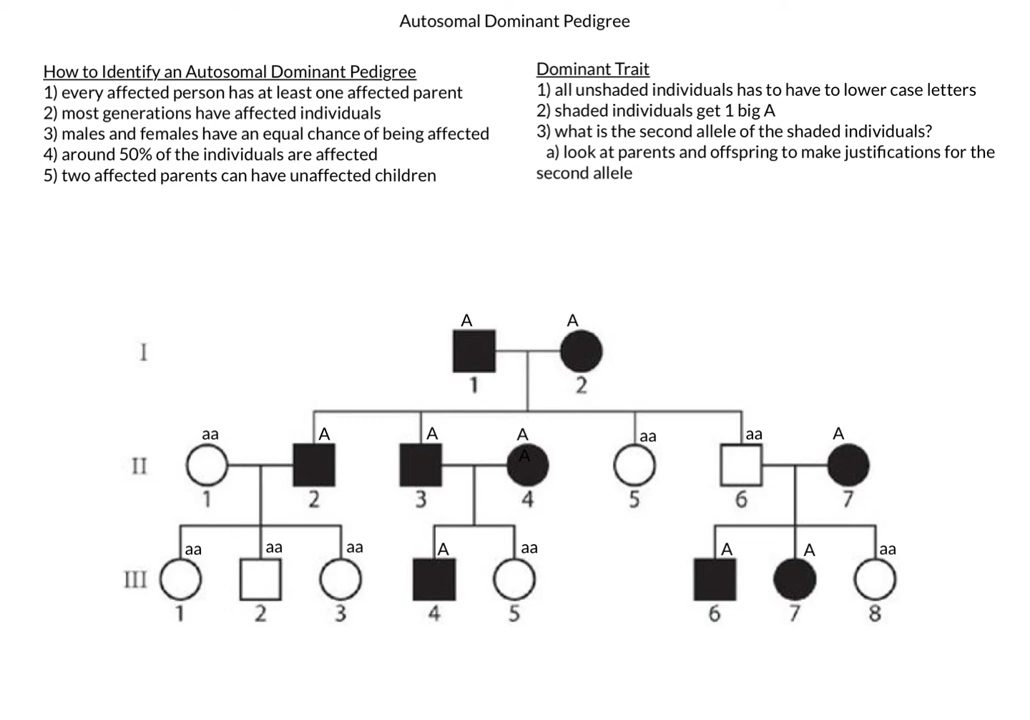 Autosomal Dominant Pedigree
How to Identify an Autosomal Dominant Pedigree
1) every affected person has at least one affected parent
2) most generations have affected individuals
3) males and females have an equal chance of being affected
4) around 50% of the individuals are affected
5) two affected parents can have unaffected children
Dominant Trait
1) all unshaded individuals has to have to lower case letters
2) shaded individuals get 1 big A
3) what is the second allele of the shaded individuals?
a) look at parents and offspring to make justifications for the
second allele
A A
I
1 2
aa A A A aa aa A
II A
1 2 3 4 5 6 7
aa aa aa A aa A A aa
III
1 2 3 4 5 6 7 8